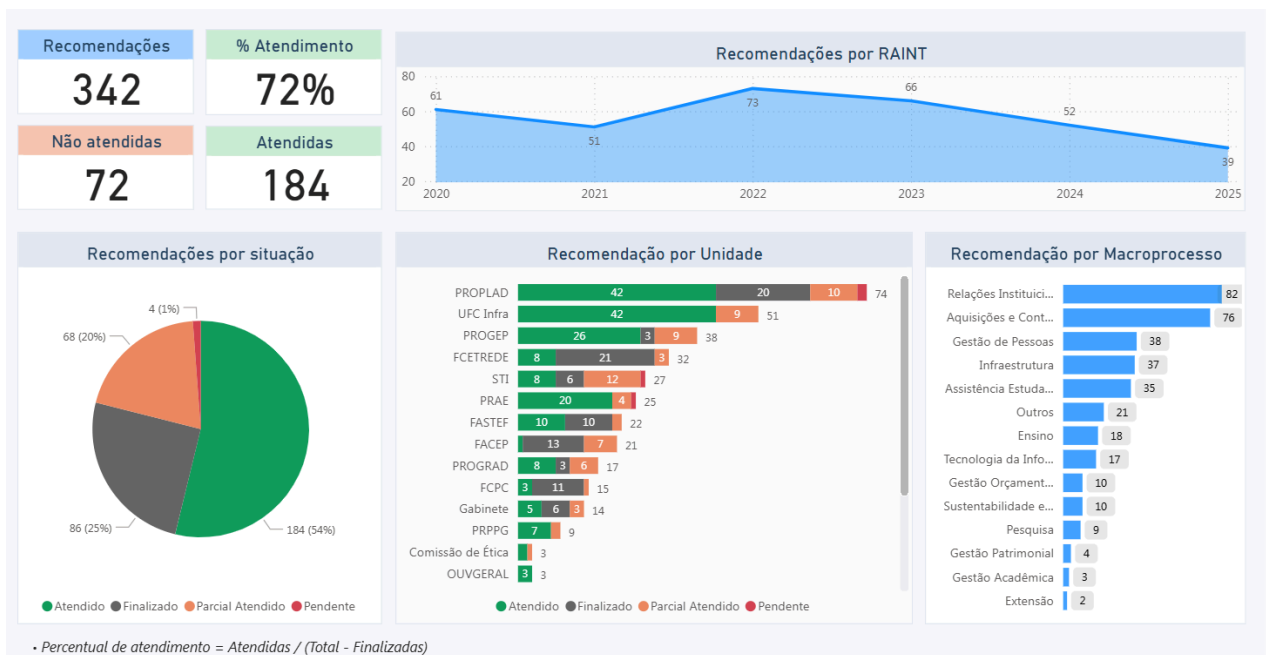 Recomendações
342
% Atendimento
72%
Não atendidas
72
Atendidas
184
Recomendações por RAINT
80
60
40
20
61
51
73
66
52
39
2020 2021 2022 2023 2024 2025
Recomendações por situação
4 (1%)
68 (20%)
86 (25%)
184 (54%)
Atendido Finalizado Parcial Atendido Pendente
Recomendação por Unidade
PROPLAD 42 20 10 74
UFC Infra 42 9 51
PROGEP 26 3 9 38
FCETREDE 8 21 3 32
STI 8 6 12 27
PRAE 20 4 25
FASTEF 10 10 22
FACEP 13 7 21
PROGRAD 8 3 6 17
FCPC 3 11 15
Gabinete 5 6 3 14
PRPPG 7 9
Comissão de Ética 3
OUVGERAL 3 3
Atendido Finalizado Parcial Atendido Pendente
Recomendação por Macroprocesso
Relações Instituici... 82
Aquisições e Cont... 76
Gestão de Pessoas 38
Infraestrutura 37
Assistência Estuda... 35
Outros 21
Ensino 18
Tecnologia da Info... 17
Gestão Orçament... 10
Sustentabilidade e... 10
Pesquisa 9
Gestão Patrimonial 4
Gestão Acadêmica 3
Extensão 2
• Percentual de atendimento = Atendidas / (Total - Finalizadas)